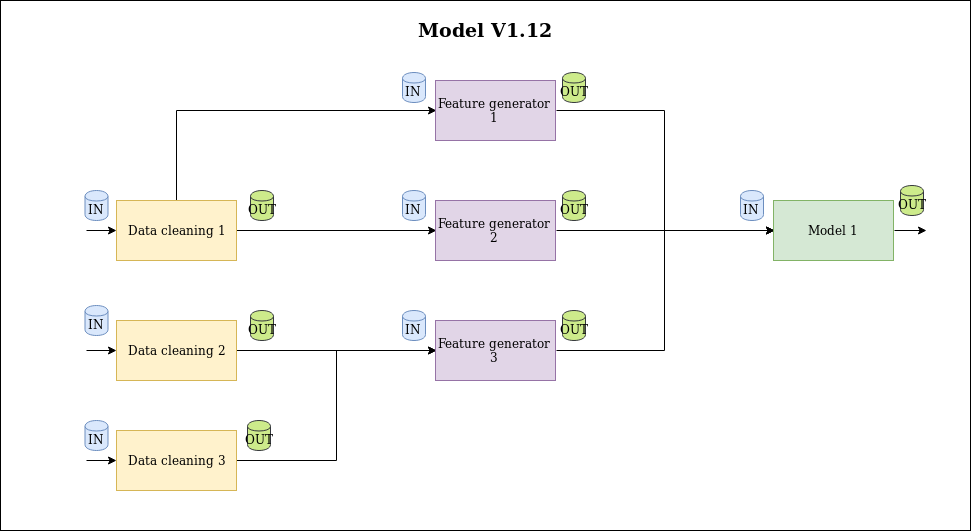 Model V1.12
IN
OUT
Feature generator
1
IN
OUT
IN
OUT
IN
OUT
Data cleaning 1
Feature generator
2
Model 1
IN
OUT
IN
OUT
Data cleaning 2
Feature generator
3
IN
OUT
Data cleaning 3